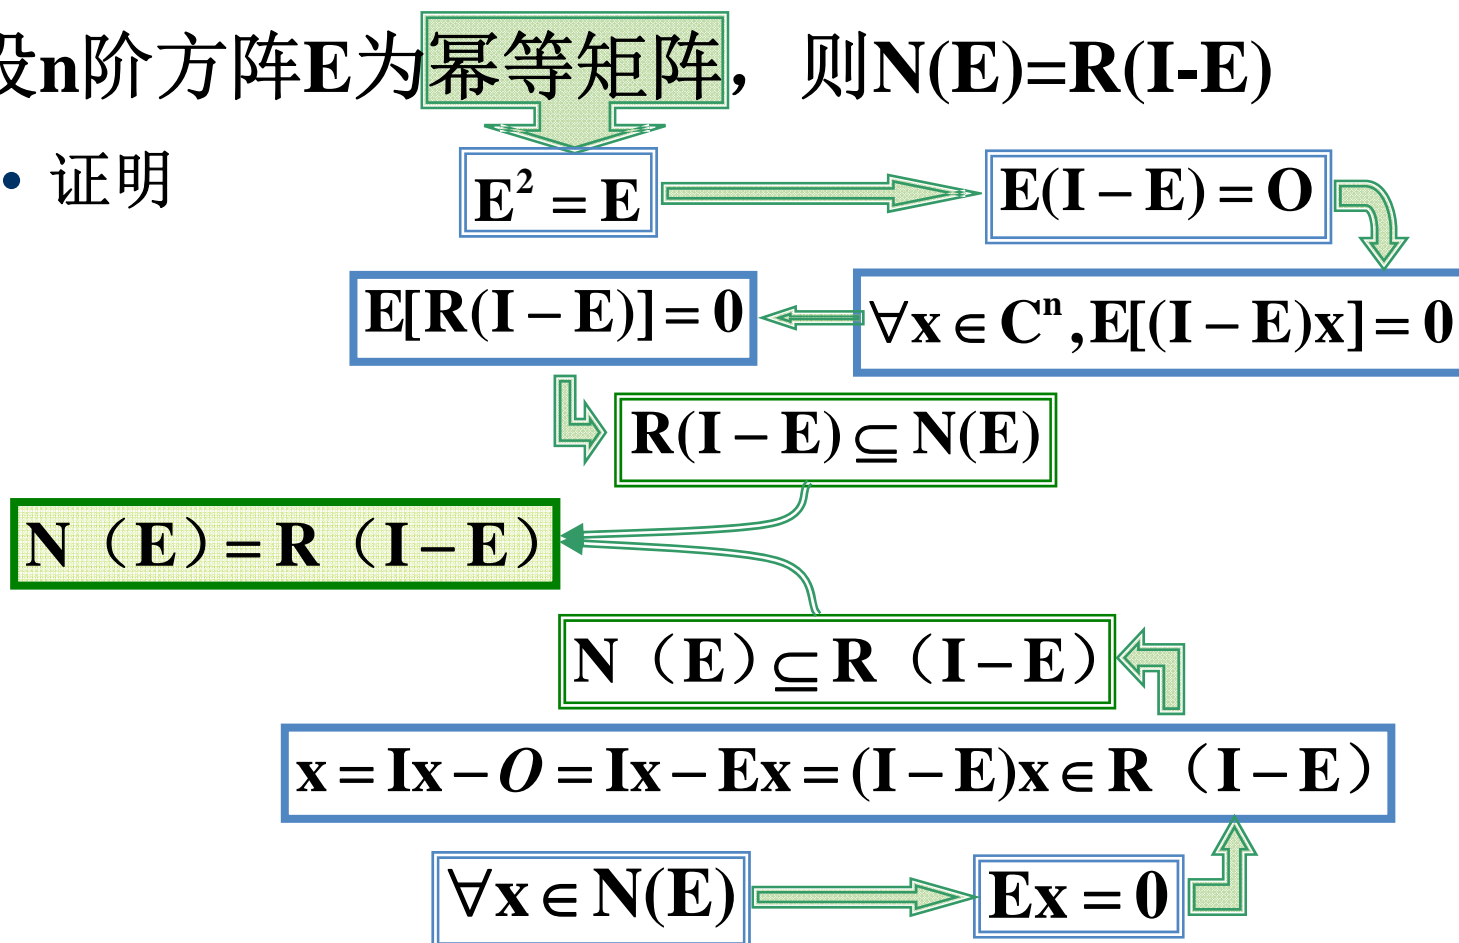 设n阶方阵E为幂等矩阵，则N(E)=R(I-E)
• 证明
E² = E
E(I − E) = O
E[R(I − E)] = 0
∀x ∈ Cⁿ, E[(I − E)x] = 0
R(I − E) ⊆ N(E)
N（E）= R（I − E）
N（E）⊆ R（I − E）
x = Ix − O = Ix − Ex = (I − E)x ∈ R（I − E）
∀x ∈ N(E)
Ex = 0